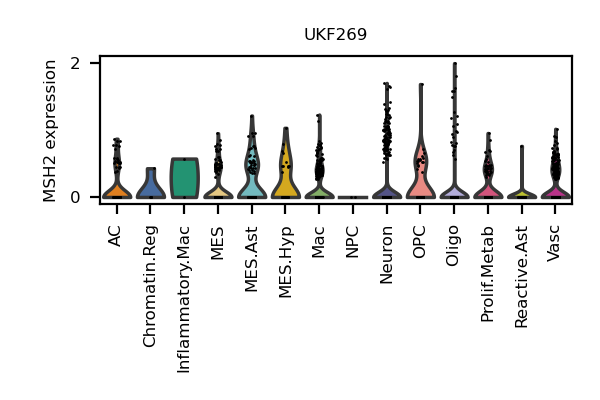 UKF269
MSH2 expression
2
0
AC
Chromatin.Reg
Inflammatory.Mac
MES
MES.Ast
MES.Hyp
Mac
NPC
Neuron
OPC
Oligo
Prolif.Metab
Reactive.Ast
Vasc